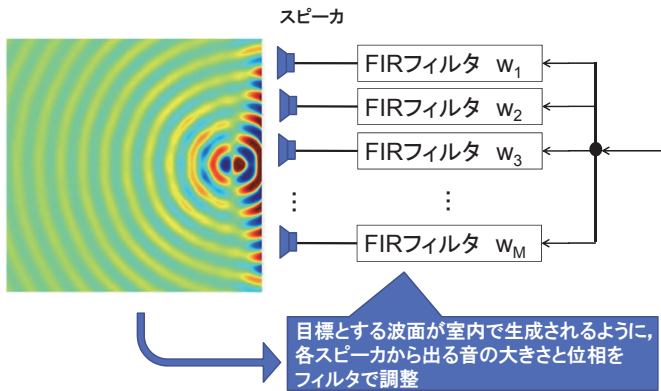 スピーカ
FIRフィルタ w1
FIRフィルタ w2
FIRフィルタ w3
⋮ ⋮
FIRフィルタ wM
目標とする波面が室内で生成されるように,
各スピーカから出る音の大きさと位相を
フィルタで調整